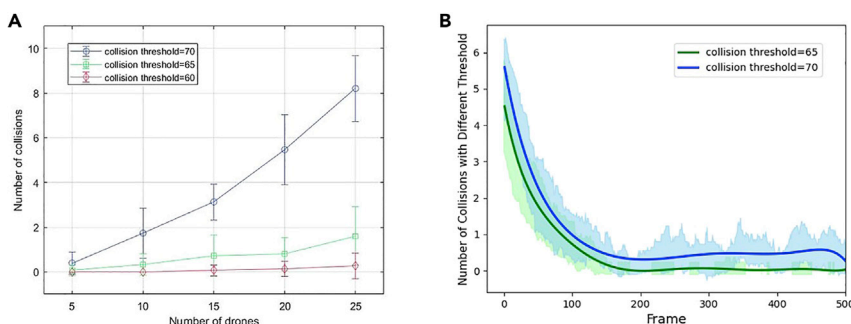 A
10
8
6
4
2
0
5
10
15
20
25
Number of collisions
Number of drones
collision threshold=70
collision threshold=65
collision threshold=60
B
6
5
4
3
2
1
0
0
100
200
300
400
500
Number of Collisions with Different Threshold
Frame
collision threshold=65
collision threshold=70